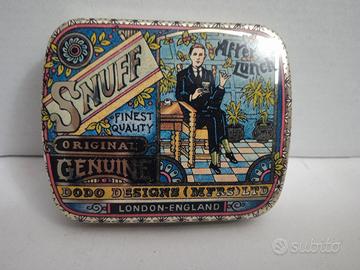 SNUFF
After
Lunch
FINEST
QUALITY
ORIGINAL
GENUINE
DODO DESIGNS (MFRS) LTD
LONDON-ENGLAND
subito